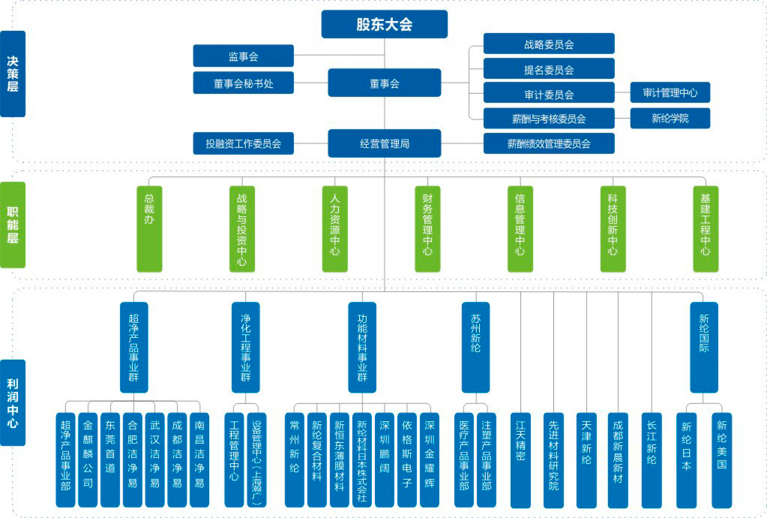 股东大会
决策层
监事会
董事会秘书处
董事会
战略委员会
提名委员会
审计委员会
审计管理中心
薪酬与考核委员会
新纶学院
投融资工作委员会
经营管理局
薪酬绩效管理委员会
职能层
总裁办
战略与投资中心
人力资源中心
财务管理中心
信息管理中心
科技创新中心
基建工程中心
利润中心
超净产品事业群
净化工程事业群
功能材料事业群
苏州新纶
新纶国际
超净产品事业部
金麒麟公司
东莞首道
合肥洁净易
武汉洁净易
成都洁净易
南昌洁净易
工程管理中心
设备管理中心(上海瀚广)
常州新纶
新纶复合材料
新恒东薄膜材料
新纶材料日本株式会社
深圳鹏阔
依格斯电子
深圳金耀辉
医疗产品事业部
注塑产品事业部
江天精密
先进材料研究院
天津新纶
成都新晨新材
长江新纶
新纶日本
新纶美国